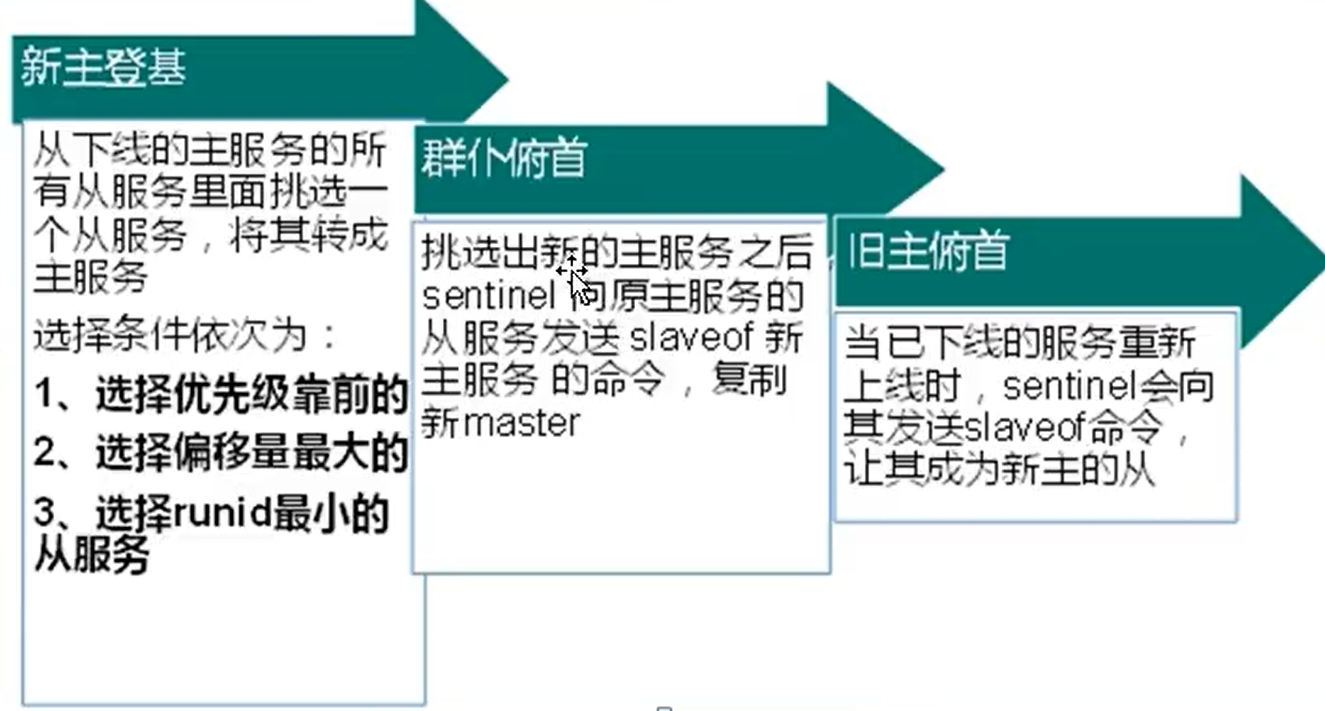 新主登基
从下线的主服务的所
有从服务里面挑选一
个从服务，将其转成
主服务
选择条件依次为：
1、选择优先级靠前的
2、选择偏移量最大的
3、选择runid最小的
从服务
群仆俯首
挑选出新的主服务之后，
sentinel 向原主服务的
从服务发送 slaveof 新
主服务 的命令，复制
新master
旧主俯首
当已下线的服务重新
上线时，sentinel会向
其发送slaveof命令，
让其成为新主的从